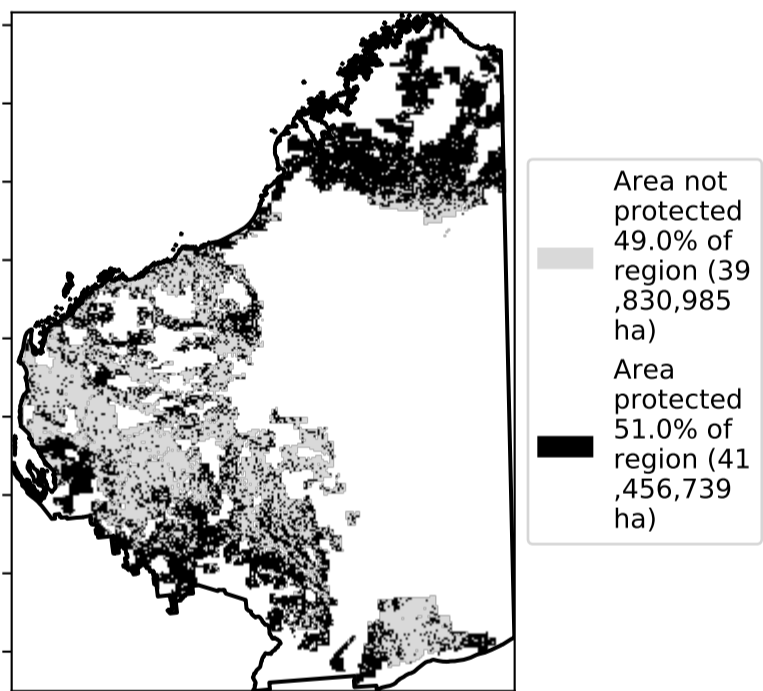 Area not
protected
49.0% of
region (39
,830,985
ha)
Area
protected
51.0% of
region (41
,456,739
ha)